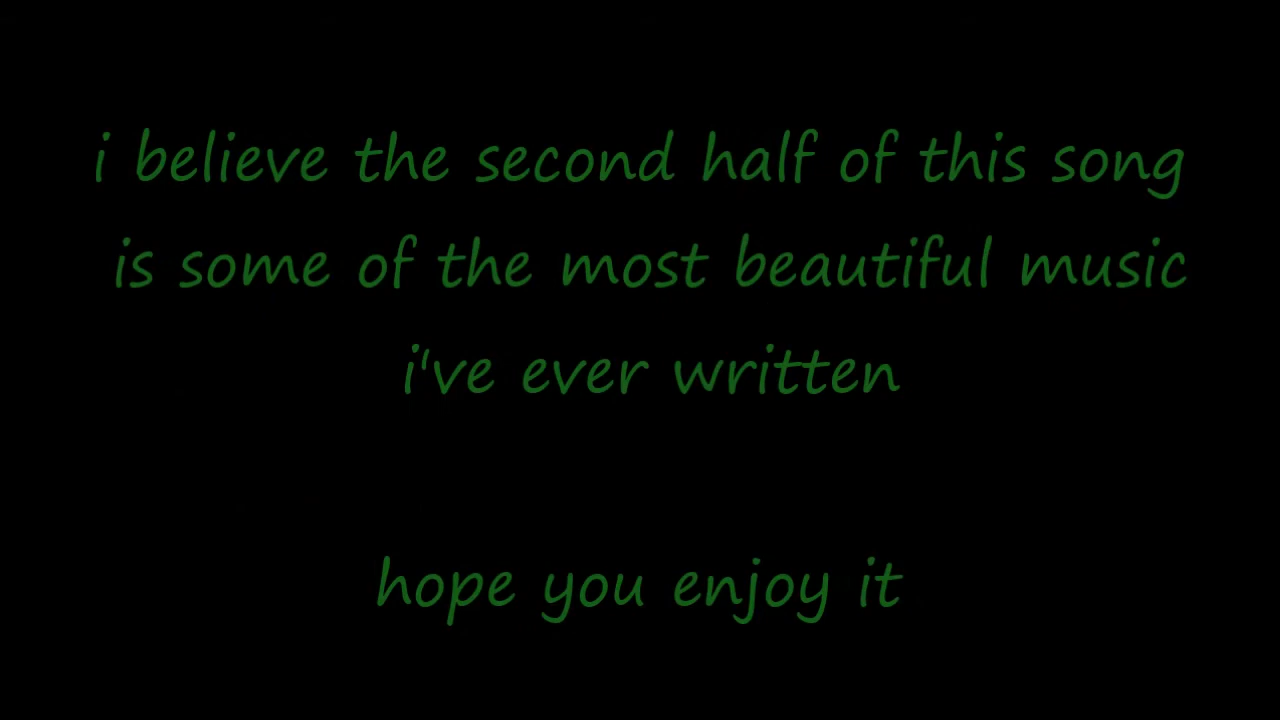 i believe the second half of this song
is some of the most beautiful music
i've ever written
hope you enjoy it